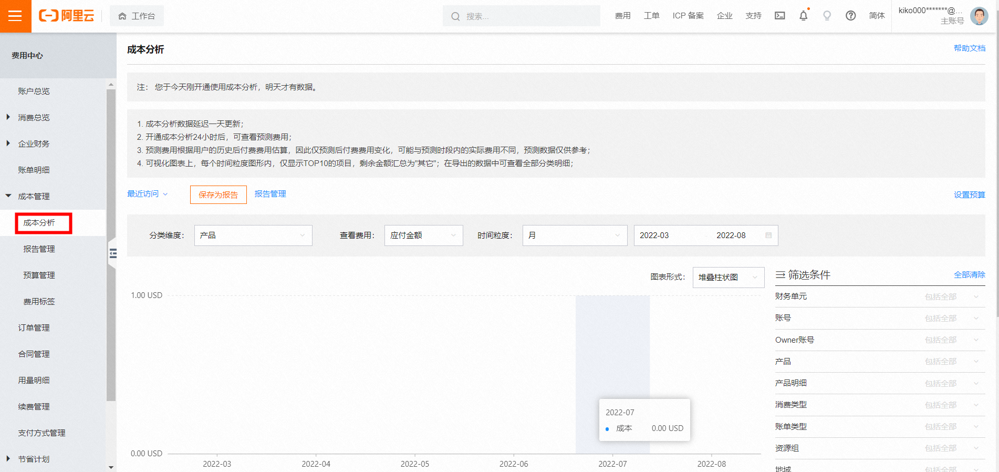 阿里云
工作台
搜索...
费用
工单
ICP 备案
企业
支持
简体
kiko000*******@...
主账号
费用中心
账户总览
消费总览
企业财务
账单明细
成本管理
成本分析
报告管理
预算管理
费用标签
订单管理
合同管理
用量明细
续费管理
支付方式管理
节省计划
成本分析
帮助文档
注： 您于今天刚开通使用成本分析，明天才有数据。
1. 成本分析数据延迟一天更新；
2. 开通成本分析24小时后，可查看预测费用；
3. 预测费用根据用户的历史后付费费用估算，因此仅预测后付费费用变化，可能与预测时段内的实际费用不同，预测数据仅供参考；
4. 可视化图表上，每个时间粒度图形内，仅显示TOP10的项目，剩余金额汇总为"其它"；在导出的数据中可查看全部分类明细；
最近访问
保存为报告
报告管理
设置预算
分类维度：
产品
查看费用：
应付金额
时间粒度：
月
2022-03
-
2022-08
图表形式：
堆叠柱状图
1.00 USD
2022-07
成本 0.00 USD
0.00 USD
2022-03
2022-04
2022-05
2022-06
2022-07
2022-08
筛选条件
全部清除
财务单元 包括全部
账号 包括全部
Owner账号 包括全部
产品 包括全部
产品明细 包括全部
消费类型 包括全部
账单类型 包括全部
资源组 包括全部
地域 包括全部